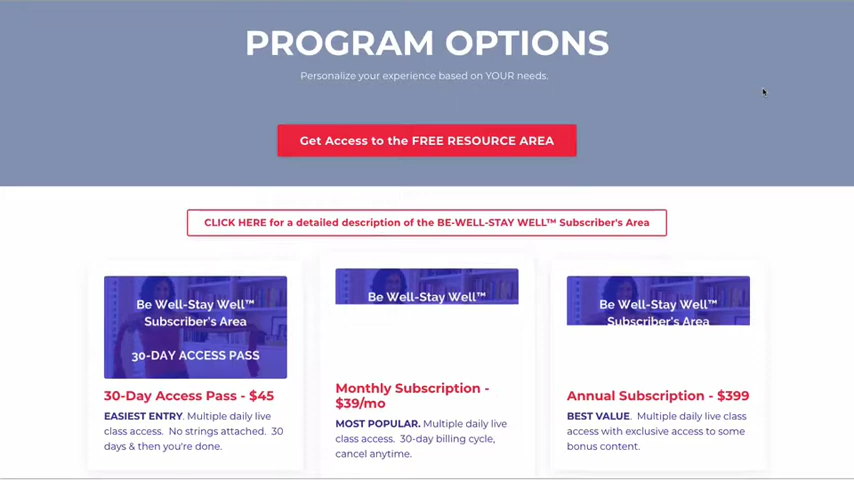 PROGRAM OPTIONS
Personalize your experience based on YOUR needs.
Get Access to the FREE RESOURCE AREA
CLICK HERE for a detailed description of the BE-WELL-STAY WELL™ Subscriber's Area
Be Well-Stay Well™
Subscriber's Area
30-DAY ACCESS PASS
30-Day Access Pass - $45
EASIEST ENTRY. Multiple daily live
class access. No strings attached. 30
days & then you're done.
Be Well-Stay Well™
Monthly Subscription -
$39/mo
MOST POPULAR. Multiple daily live
class access. 30-day billing cycle,
cancel anytime.
Be Well-Stay Well™
Subscriber's Area
Annual Subscription - $399
BEST VALUE. Multiple daily live class
access with exclusive access to some
bonus content.